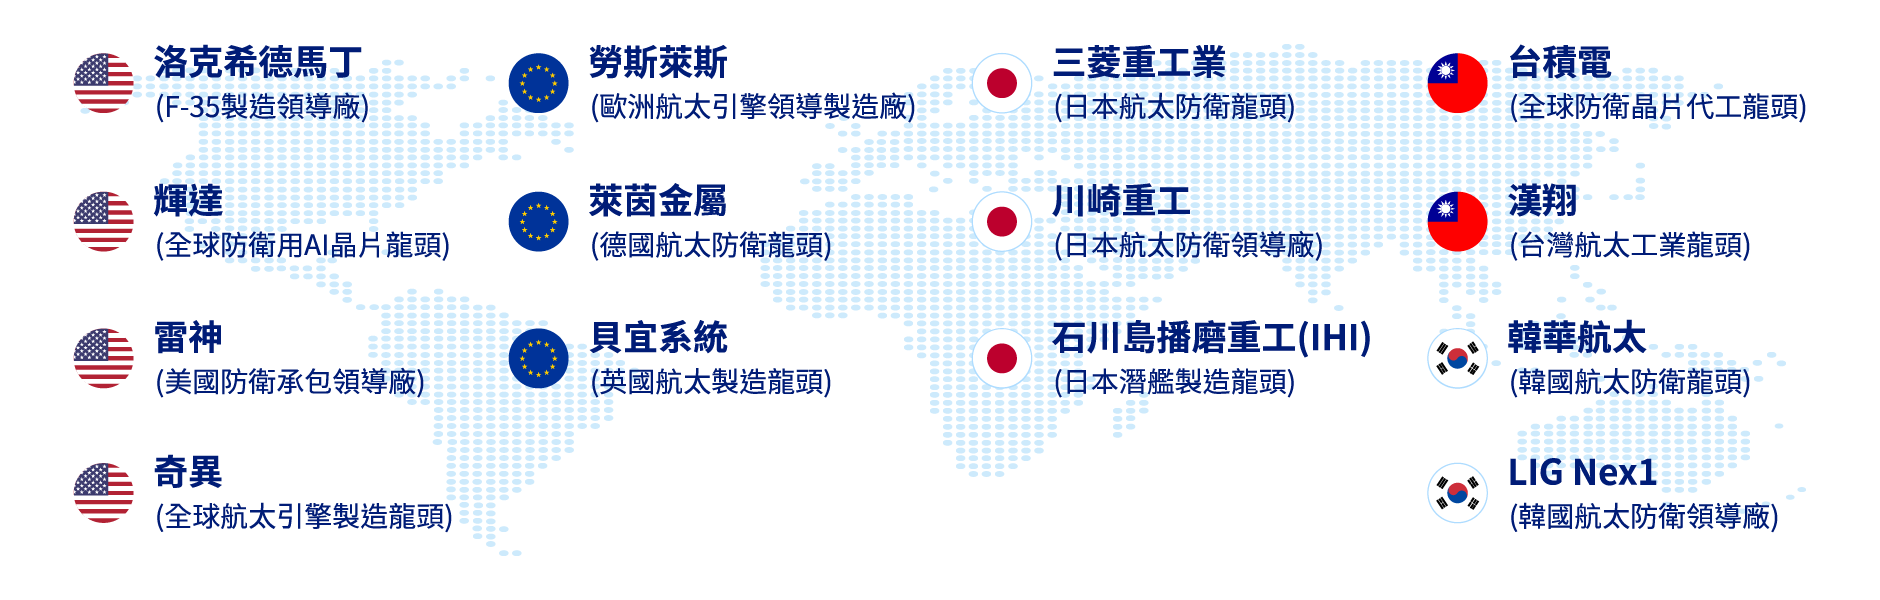 洛克希德馬丁
(F-35製造領導廠)
輝達
(全球防衛用AI晶片龍頭)
雷神
(美國防衛承包領導廠)
奇異
(全球航太引擎製造龍頭)
勞斯萊斯
(歐洲航太引擎領導製造廠)
萊茵金屬
(德國航太防衛龍頭)
貝宜系統
(英國航太製造龍頭)
三菱重工業
(日本航太防衛龍頭)
川崎重工
(日本航太防衛領導廠)
石川島播磨重工(IHI)
(日本潛艦製造龍頭)
台積電
(全球防衛晶片代工龍頭)
漢翔
(台灣航太工業龍頭)
韓華航太
(韓國航太防衛龍頭)
LIG Nex1
(韓國航太防衛領導廠)